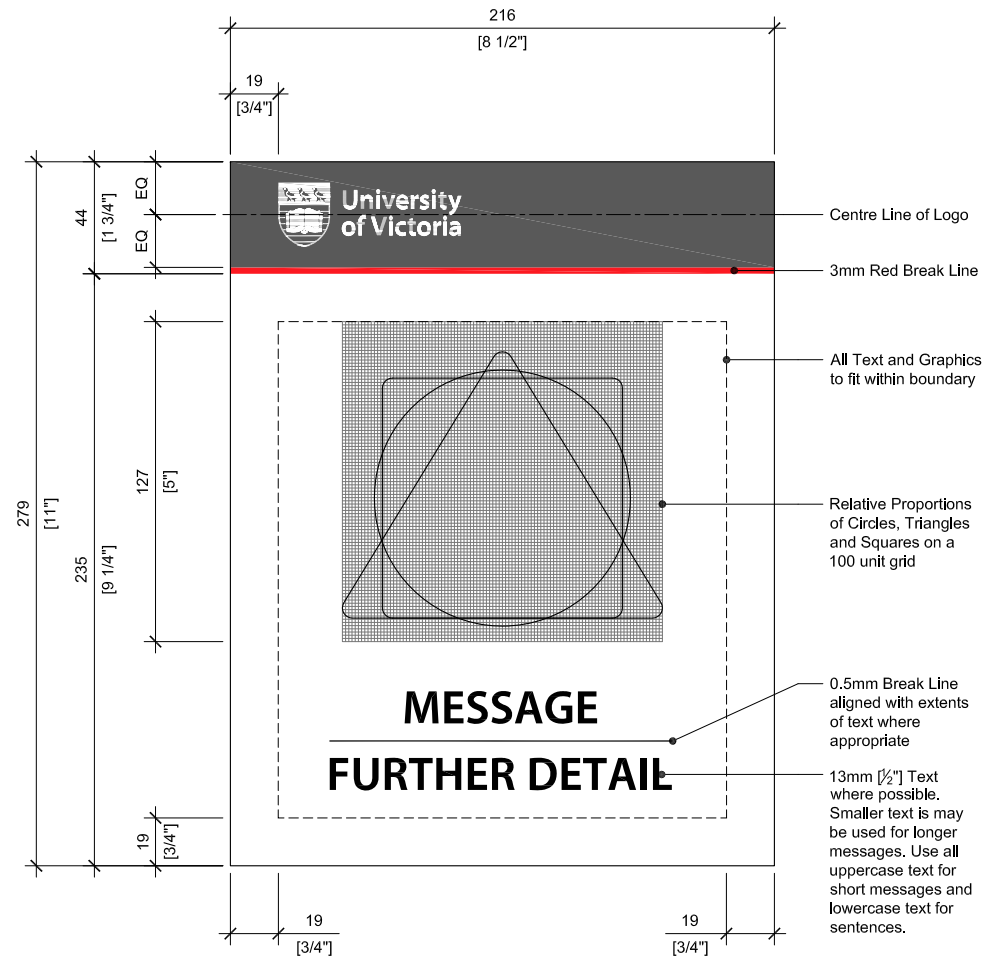 216
[8 1/2"]
19
[3/4"]
44
[1 3/4"]
EQ
EQ
University
of Victoria
Centre Line of Logo
3mm Red Break Line
All Text and Graphics
to fit within boundary
127
[5"]
279
[11"]
235
[9 1/4"]
Relative Proportions
of Circles, Triangles
and Squares on a
100 unit grid
MESSAGE
FURTHER DETAIL
0.5mm Break Line
aligned with extents
of text where
appropriate
13mm [½"] Text
where possible.
Smaller text is may
be used for longer
messages. Use all
uppercase text for
short messages and
lowercase text for
sentences.
19
[3/4"]
19
[3/4"]
19
[3/4"]